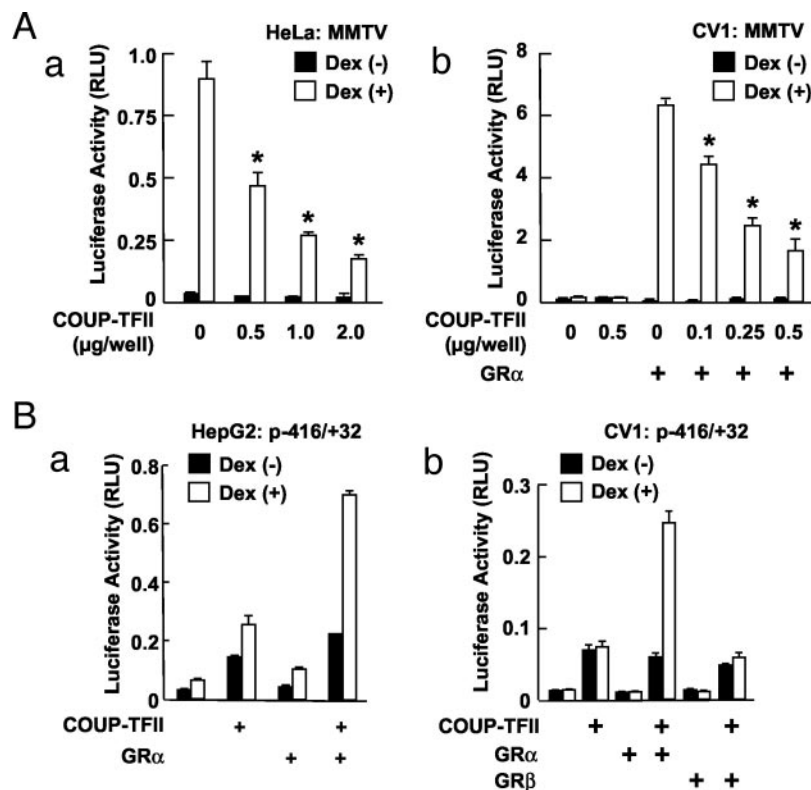 A
a
HeLa: MMTV
Dex (-)
Dex (+)
Luciferase Activity (RLU)
1.0
0.75
0.5
0.25
0
COUP-TFII 0 0.5 1.0 2.0
(µg/well)
b
CV1: MMTV
Dex (-)
Dex (+)
Luciferase Activity (RLU)
8
6
4
2
0
* * *
* * *
COUP-TFII 0 0.5 0 0.1 0.25 0.5
(µg/well)
GRα + + + +
B
a
HepG2: p-416/+32
Dex (-)
Dex (+)
Luciferase Activity (RLU)
0.8
0.6
0.4
0.2
0
COUP-TFII + +
GRα + +
b
CV1: p-416/+32
Dex (-)
Dex (+)
Luciferase Activity (RLU)
0.3
0.2
0.1
0
COUP-TFII + + +
GRα + +
GRβ + +